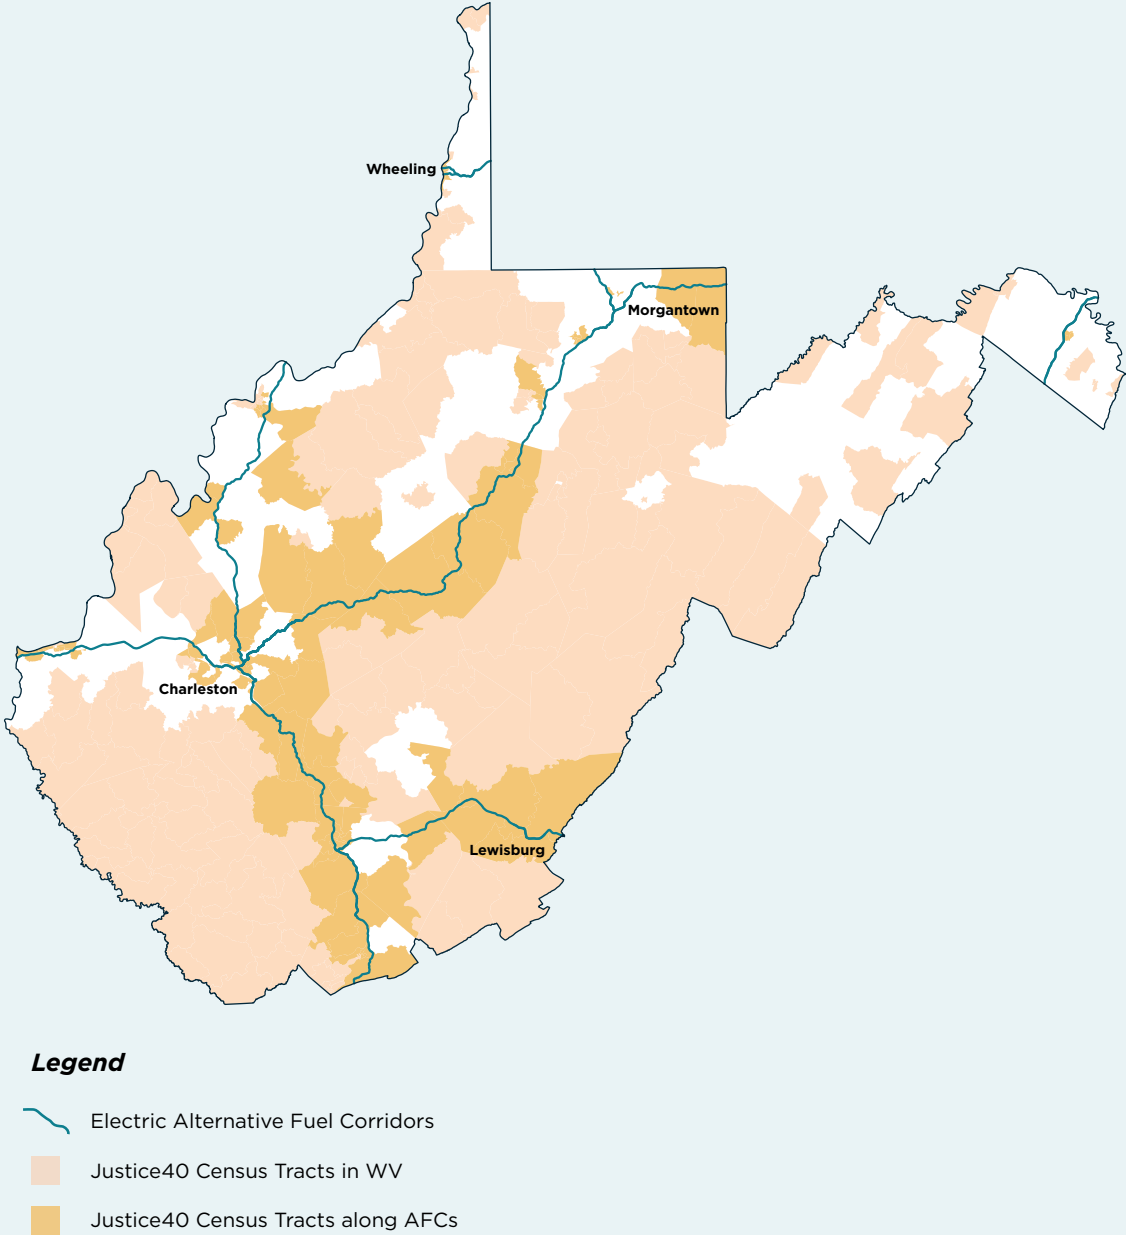 Wheeling
Morgantown
Charleston
Lewisburg
Legend
Electric Alternative Fuel Corridors
Justice40 Census Tracts in WV
Justice40 Census Tracts along AFCs